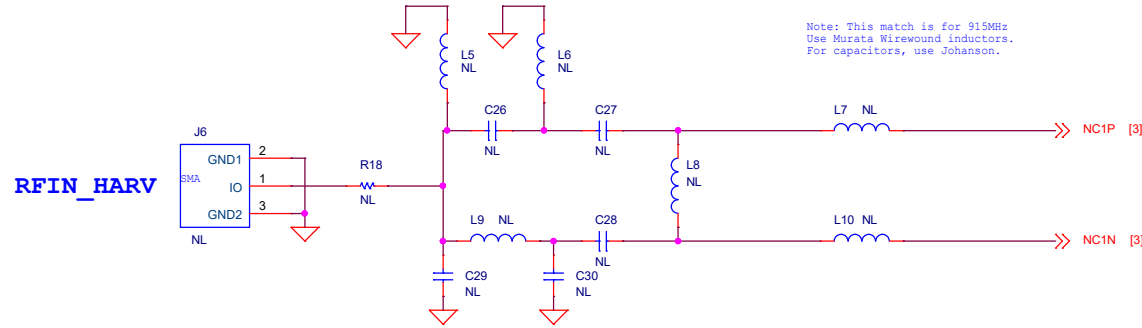 Note: This match is for 915MHz
Use Murata Wirewound inductors.
For capacitors, use Johanson.
L5
NL
L6
NL
C26
NL
C27
NL
L7 NL
NC1P [3]
J6
GND1 2
SMA
IO 1
GND2 3
NL
RFIN_HARV
R18
NL
L8
NL
L9 NL
C28
NL
L10 NL
NC1N [3]
C29
NL
C30
NL